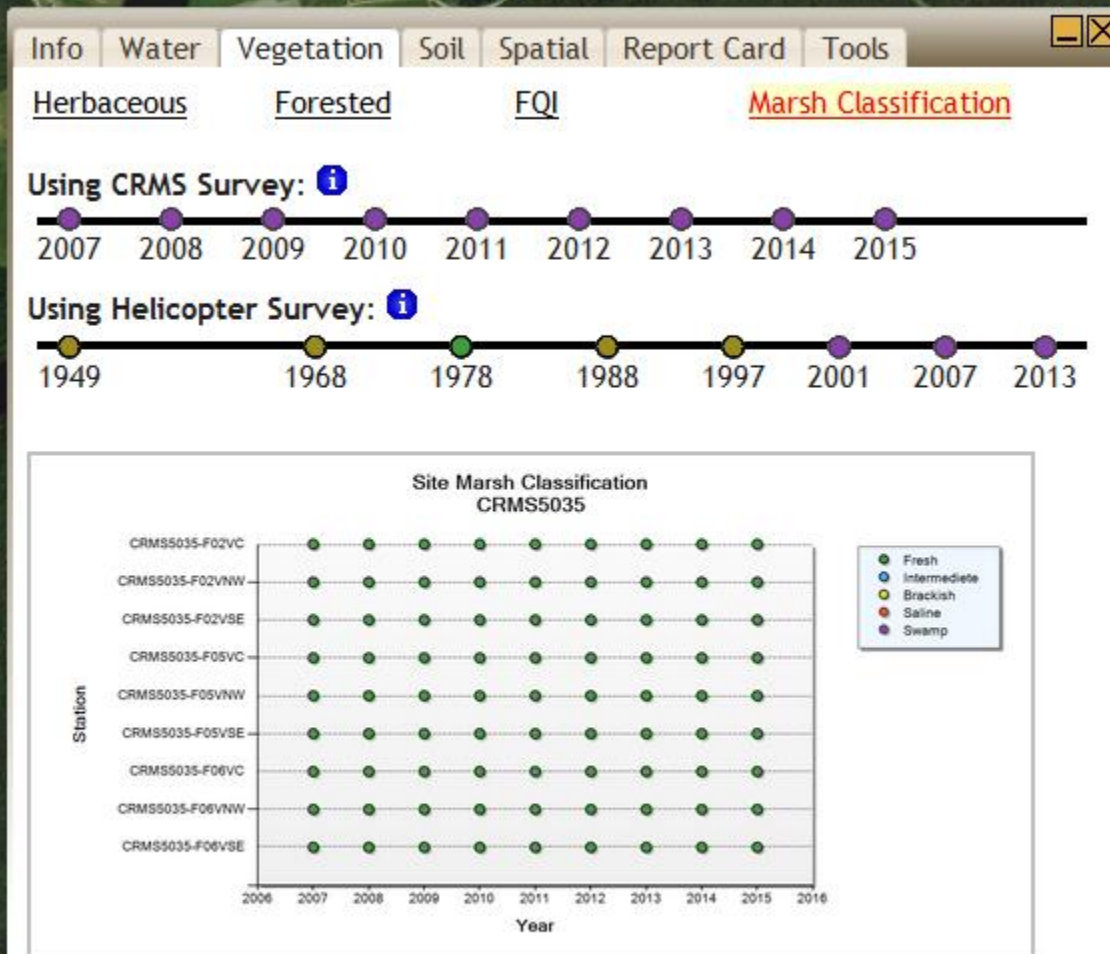 Info Water Vegetation Soil Spatial Report Card Tools
Herbaceous Forested FQI Marsh Classification
Using CRMS Survey: i
2007 2008 2009 2010 2011 2012 2013 2014 2015
Using Helicopter Survey: i
1949 1968 1978 1988 1997 2001 2007 2013
Site Marsh Classification
CRMS5035
CRMS5035-F02VC
CRMS5035-F02VNW
CRMS5035-F02VSE
CRMS5035-F05VC
CRMS5035-F05VNW
CRMS5035-F05VSE
CRMS5035-F06VC
CRMS5035-F06VNW
CRMS5035-F06VSE
Station
Fresh
Intermediete
Brackish
Saline
Swamp
2006 2007 2008 2009 2010 2011 2012 2013 2014 2015 2016
Year